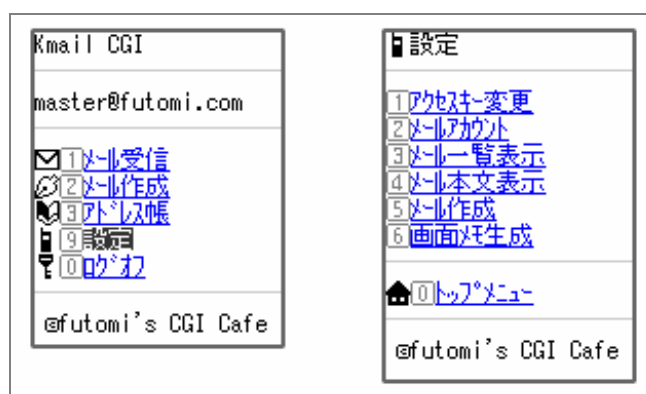 Kmail CGI
master@futomi.com
1メール受信
2メール作成
3アドレス帳
9設定
0ログオフ
©futomi's CGI Cafe
設定
1アクセスキー変更
2メールアカウント
3メール一覧表示
4メール本文表示
5メール作成
6画面メモ生成
0トップメニュー
©futomi's CGI Cafe